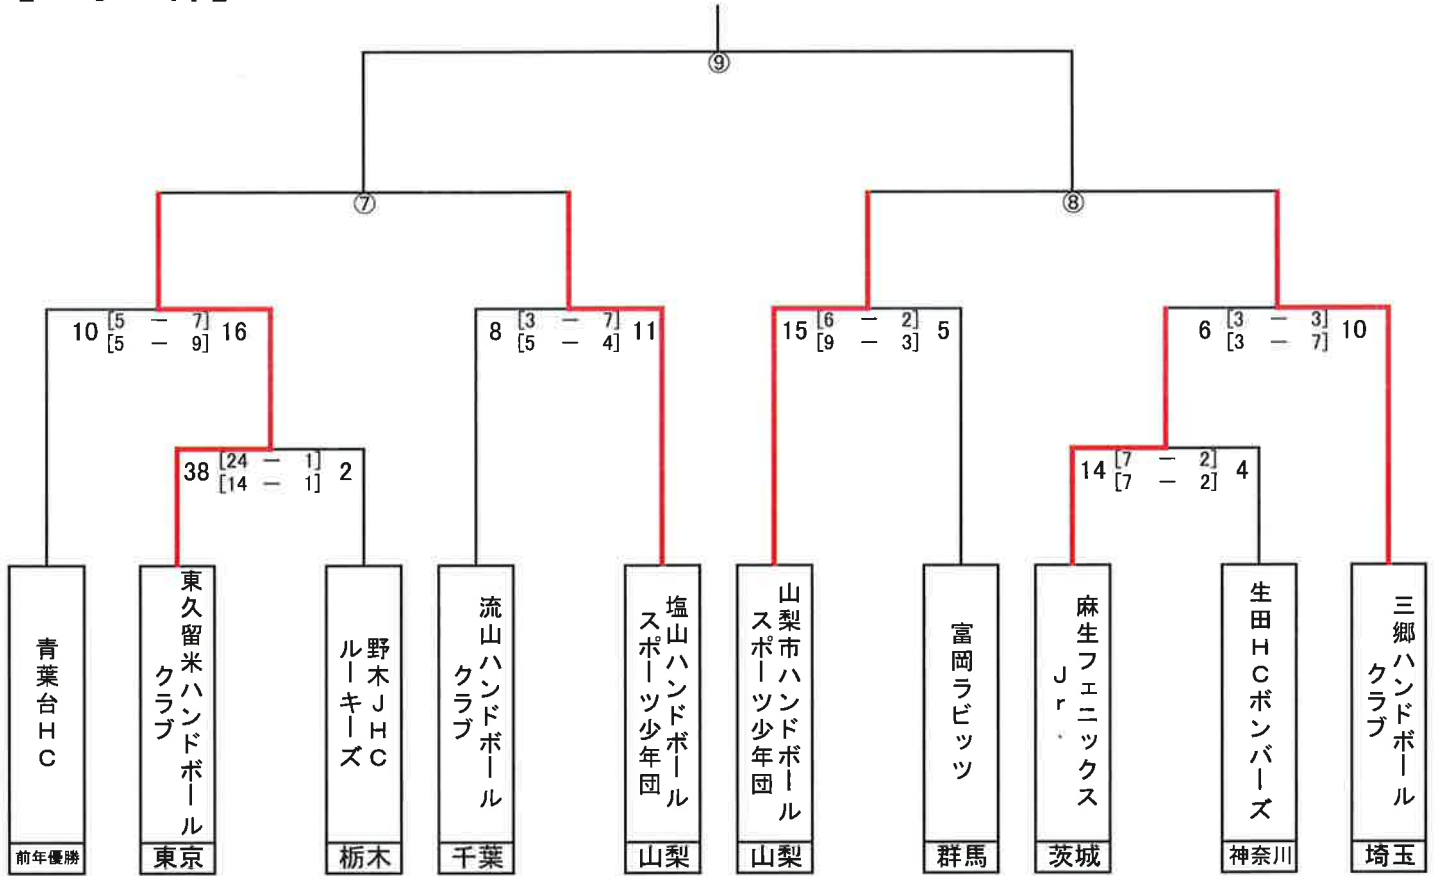 ⑨
⑦
⑧
10 [5 － 7] 16
[5 － 9]
8 [3 － 7] 11
[5 － 4]
15 [6 － 2] 5
[9 － 3]
6 [3 － 3] 10
[3 － 7]
38 [24 － 1] 2
[14 － 1]
14 [7 － 2] 4
[7 － 2]
青葉台HC
前年優勝
東久留米ハンドボール
クラブ
東京
野木JHC
ルーキーズ
栃木
流山ハンドボール
クラブ
千葉
塩山ハンドボール
スポーツ少年団
山梨
山梨市ハンドボール
スポーツ少年団
山梨
富岡ラビッツ
群馬
麻生フェニックス
Jr.
茨城
生田HCボンバーズ
神奈川
三郷ハンドボール
クラブ
埼玉